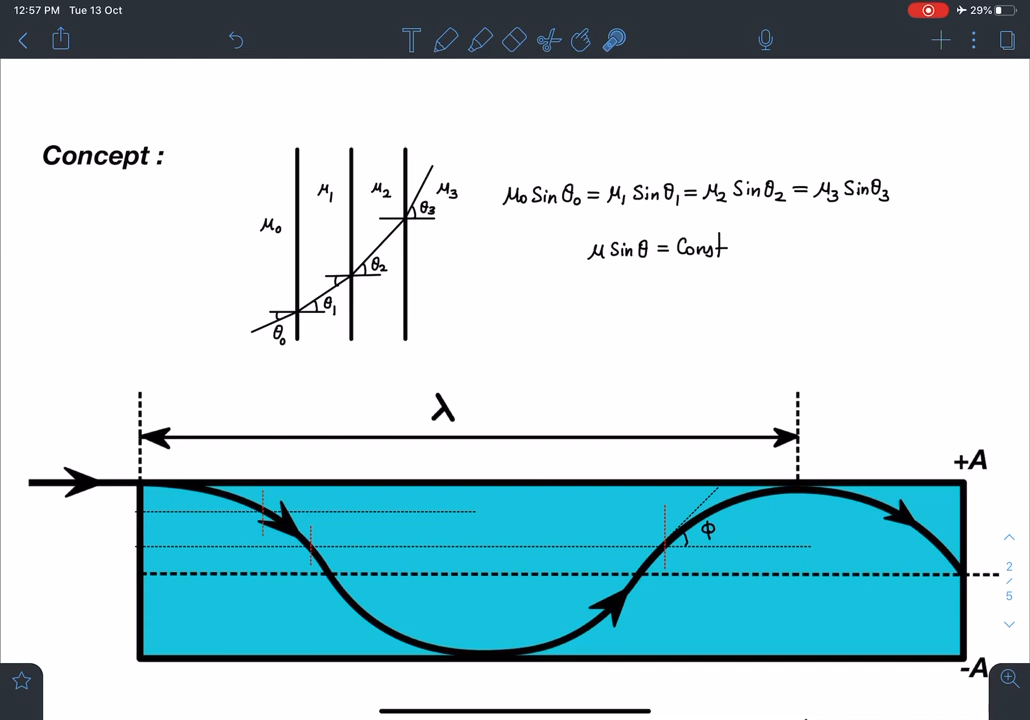 12:57 PM Tue 13 Oct
29%
T
Concept :
μ₀ μ₁ μ₂ μ₃
θ₀ θ₁ θ₂ θ₃
μ₀ Sin θ₀ = μ₁ Sin θ₁ = μ₂ Sin θ₂ = μ₃ Sin θ₃
μ Sin θ = Const
λ
+A
Φ
-A
2
/
5